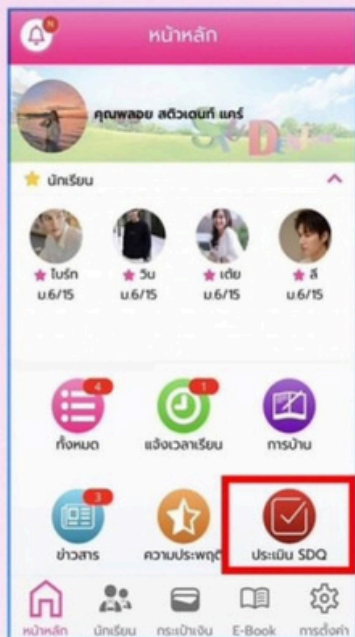 N
หน้าหลัก
คุณพลอย สติวเดนท์ แคร์
นักเรียน
ไบร์ท วิน เต้ย ลี
ม.6/15 ม.6/15 ม.6/15 ม.6/15
4 1
ทั้งหมด แจ้งเวลาเรียน การบ้าน
3
ข่าวสาร ความประพฤติ ประเมิน SDQ
หน้าหลัก นักเรียน กระเป๋าเงิน E-Book การตั้งค่า